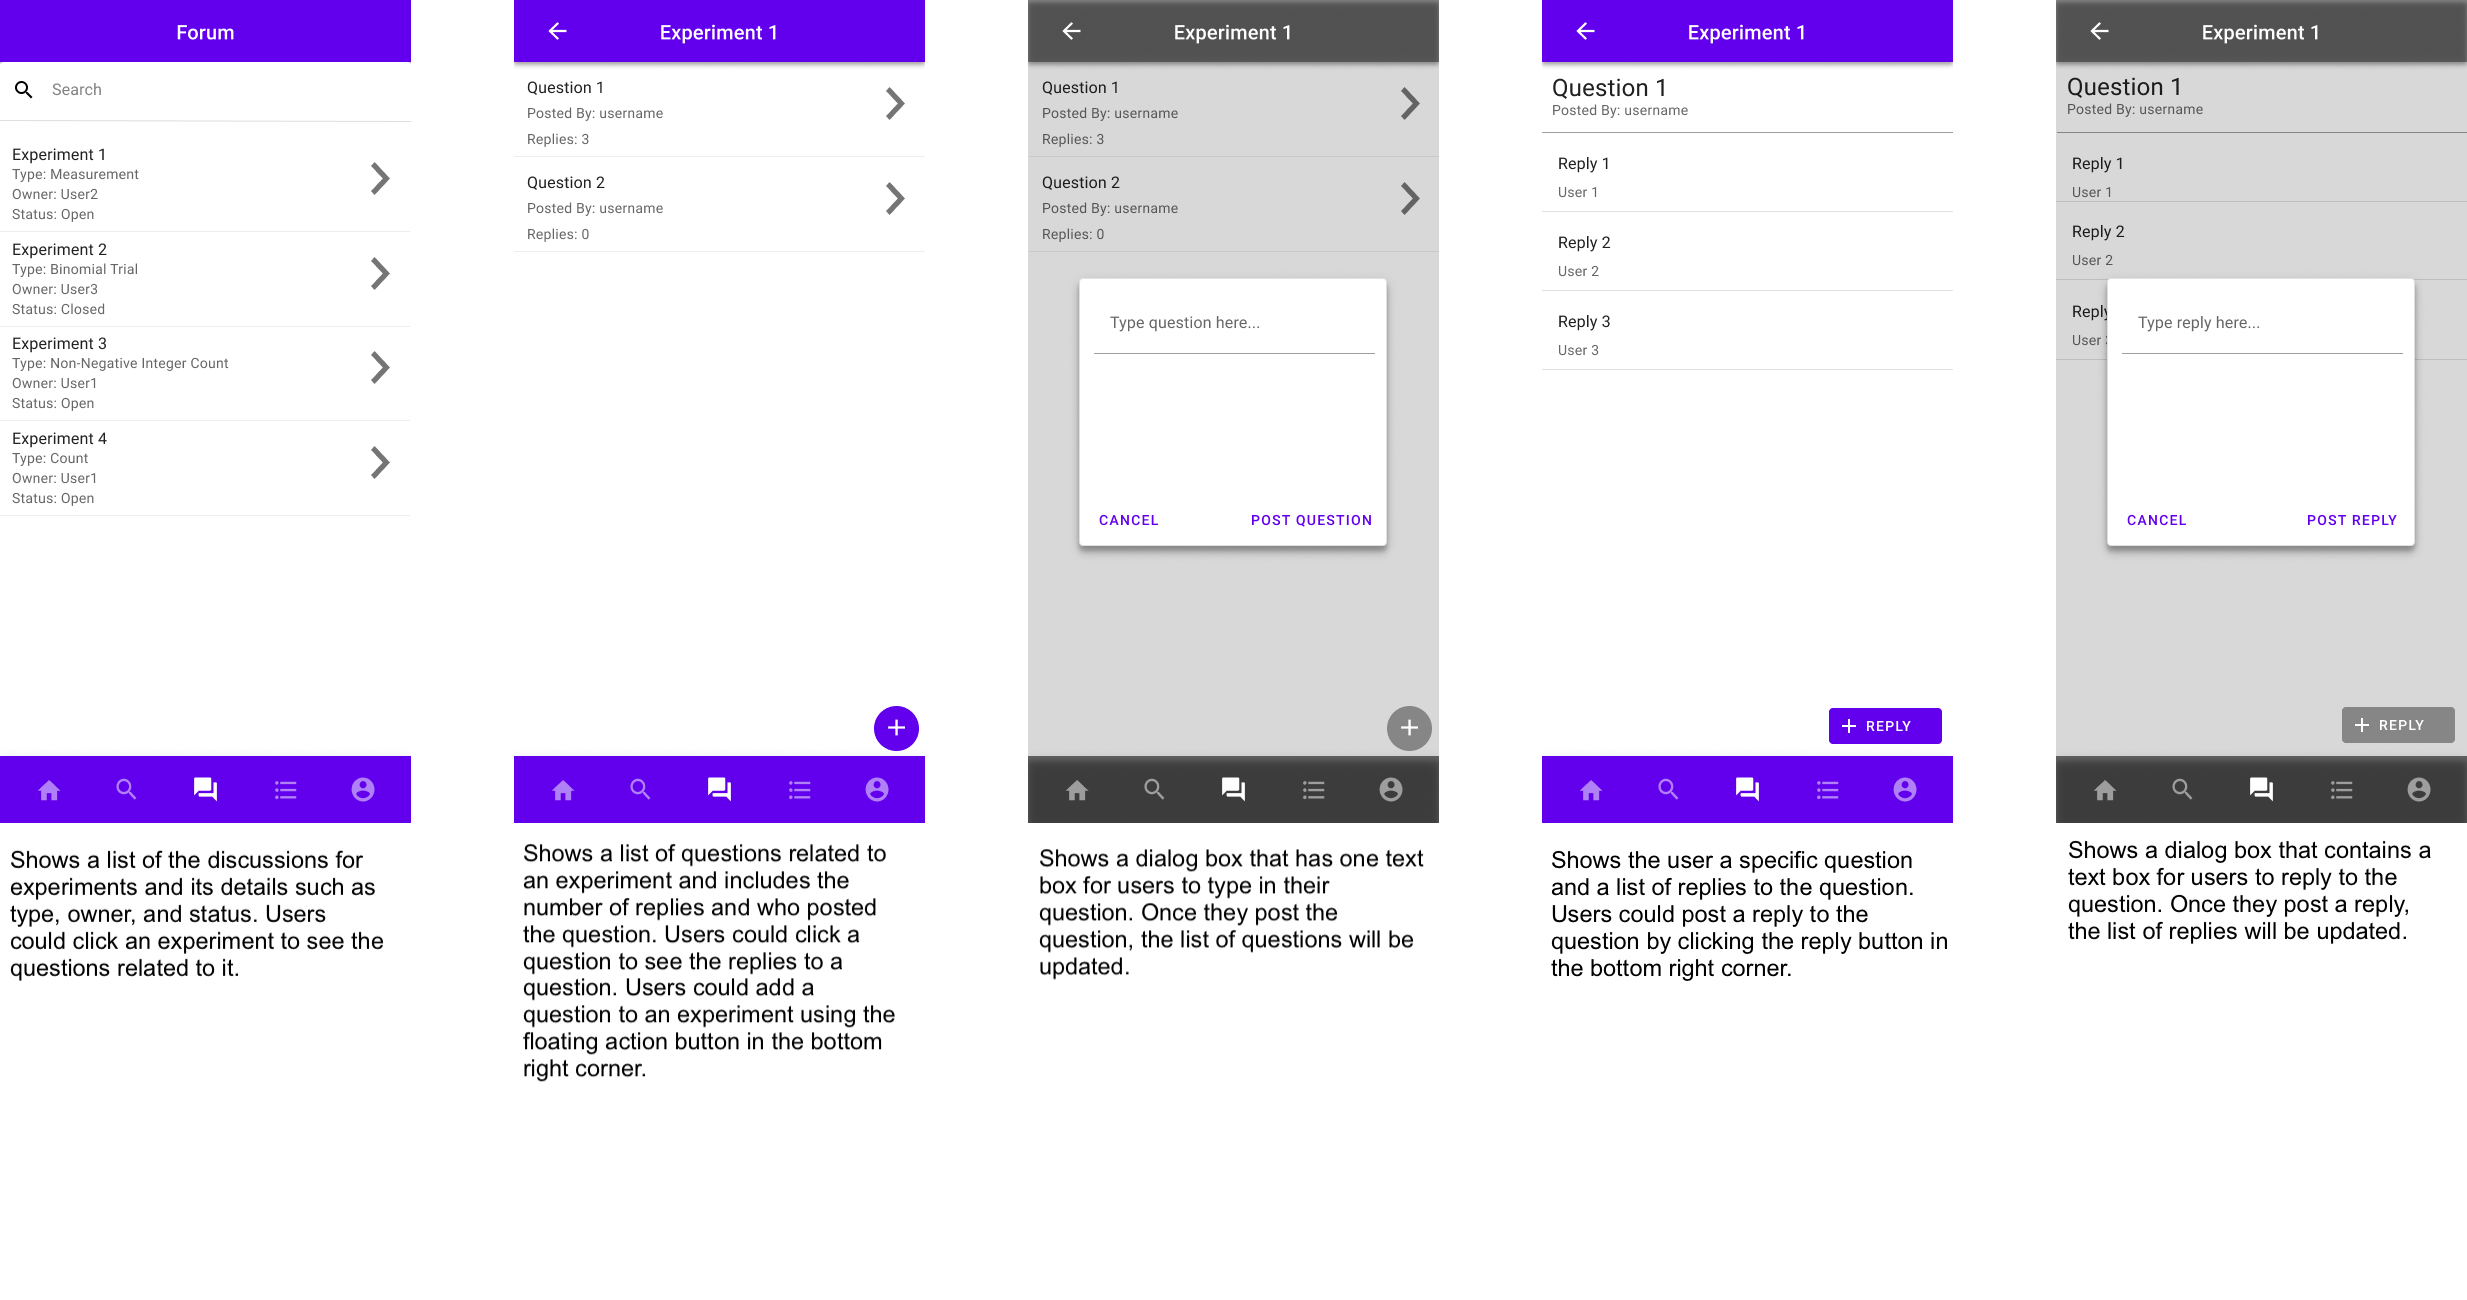 Forum
Search
Experiment 1
Type: Measurement
Owner: User2
Status: Open
Experiment 2
Type: Binomial Trial
Owner: User3
Status: Closed
Experiment 3
Type: Non-Negative Integer Count
Owner: User1
Status: Open
Experiment 4
Type: Count
Owner: User1
Status: Open
Shows a list of the discussions for
experiments and its details such as
type, owner, and status. Users
could click an experiment to see the
questions related to it.
Experiment 1
Question 1
Posted By: username
Replies: 3
Question 2
Posted By: username
Replies: 0
Shows a list of questions related to
an experiment and includes the
number of replies and who posted
the question. Users could click a
question to see the replies to a
question. Users could add a
question to an experiment using the
floating action button in the bottom
right corner.
Experiment 1
Question 1
Posted By: username
Replies: 3
Question 2
Posted By: username
Replies: 0
Type question here...
CANCEL POST QUESTION
Shows a dialog box that has one text
box for users to type in their
question. Once they post the
question, the list of questions will be
updated.
Experiment 1
Question 1
Posted By: username
Reply 1
User 1
Reply 2
User 2
Reply 3
User 3
REPLY
Shows the user a specific question
and a list of replies to the question.
Users could post a reply to the
question by clicking the reply button in
the bottom right corner.
Experiment 1
Question 1
Posted By: username
Reply 1
User 1
Reply 2
User 2
Reply
User
Type reply here...
CANCEL POST REPLY
REPLY
Shows a dialog box that contains a
text box for users to reply to the
question. Once they post a reply,
the list of replies will be updated.